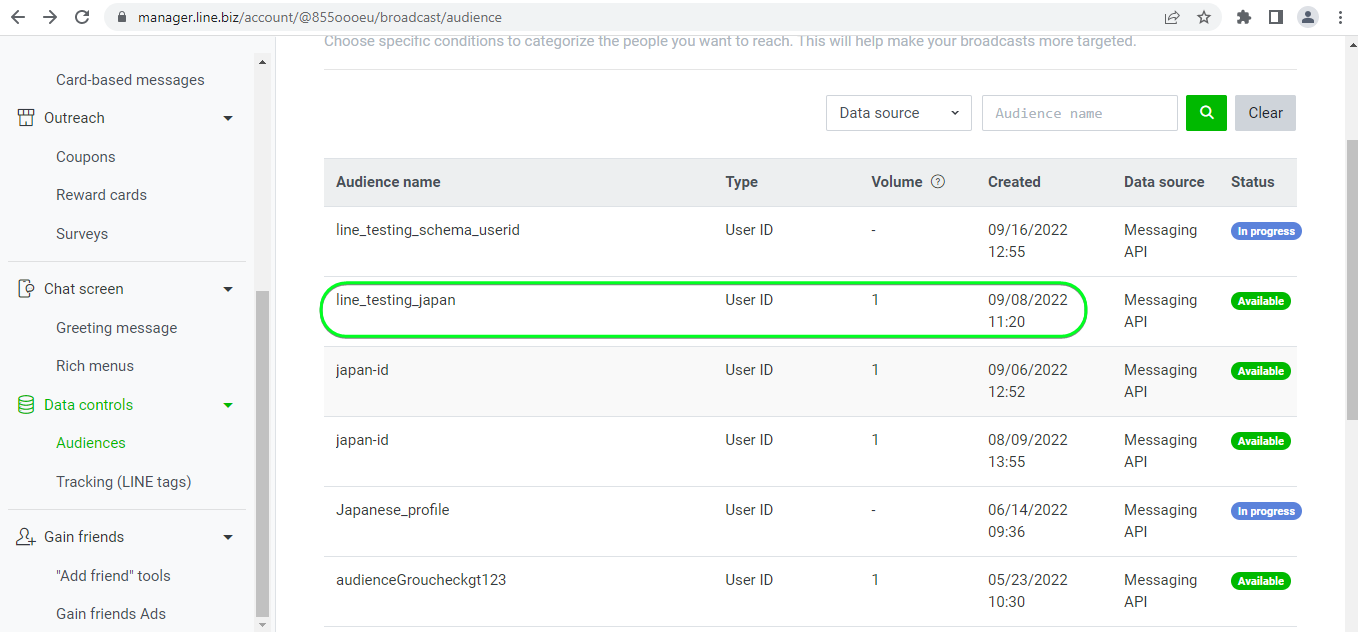 manager.line.biz/account/@855oooeu/broadcast/audience
Choose specific conditions to categorize the people you want to reach. This will help make your broadcasts more targeted.
Card-based messages
Outreach
Coupons
Reward cards
Surveys
Chat screen
Greeting message
Rich menus
Data controls
Audiences
Tracking (LINE tags)
Gain friends
"Add friend" tools
Gain friends Ads
Data source
Audience name
Clear
Audience name Type Volume ? Created Data source Status
line_testing_schema_userid User ID - 09/16/2022 Messaging In progress
12:55 API
line_testing_japan User ID 1 09/08/2022 Messaging Available
11:20 API
japan-id User ID 1 09/06/2022 Messaging Available
12:52 API
japan-id User ID 1 08/09/2022 Messaging Available
13:55 API
Japanese_profile User ID - 06/14/2022 Messaging In progress
09:36 API
audienceGroucheckgt123 User ID 1 05/23/2022 Messaging Available
10:30 API